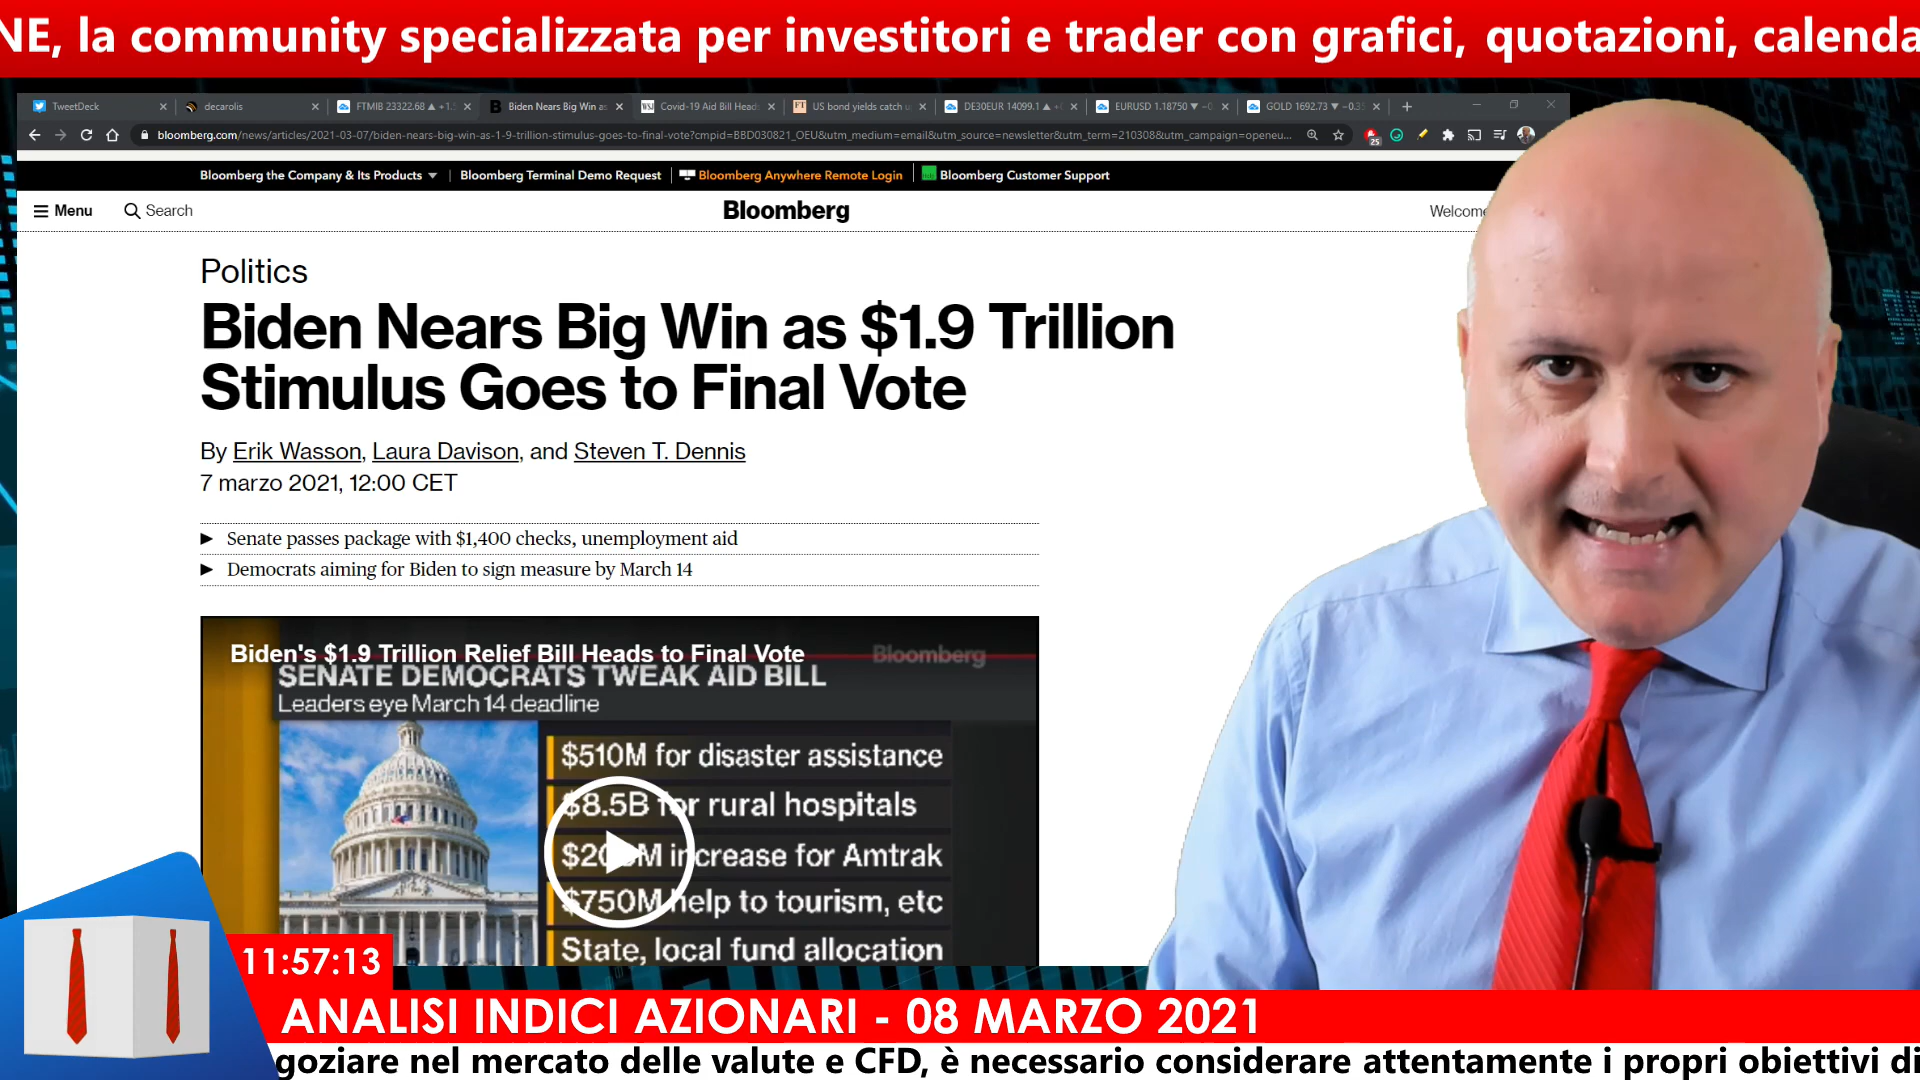 NE, la community specializzata per investitori e trader con grafici, quotazioni, calenda
TweetDeck
decarolis
FTMIB 23322.68 ▲ +1.
Biden Nears Big Win as
Covid-19 Aid Bill Head
US bond yields catch u
DE30EUR 14099.1 ▲ +
EURUSD 1.18750 ▼ −0.
GOLD 1692.73 ▼ −0.3
bloomberg.com/news/articles/2021-03-07/biden-nears-big-win-as-1-9-trillion-stimulus-goes-to-final-vote?cmpid=BBD030821_OEU&utm_medium=email&utm_source=newsletter&utm_term=210308&utm_campaign=openeu...
25
Bloomberg the Company & Its Products ▼ | Bloomberg Terminal Demo Request | Bloomberg Anywhere Remote Login | Bloomberg Customer Support
Menu
Search
Bloomberg
Welcome
Politics
Biden Nears Big Win as $1.9 Trillion
Stimulus Goes to Final Vote
By Erik Wasson, Laura Davison, and Steven T. Dennis
7 marzo 2021, 12:00 CET
► Senate passes package with $1,400 checks, unemployment aid
► Democrats aiming for Biden to sign measure by March 14
Biden's $1.9 Trillion Relief Bill Heads to Final Vote
Bloomberg
SENATE DEMOCRATS TWEAK AID BILL
Leaders eye March 14 deadline
$510M for disaster assistance
$8.5B for rural hospitals
increase for Amtrak
$750M help to tourism, etc
State, local fund allocation
11:57:13
ANALISI INDICI AZIONARI - 08 MARZO 2021
goziare nel mercato delle valute e CFD, è necessario considerare attentamente i propri obiettivi di